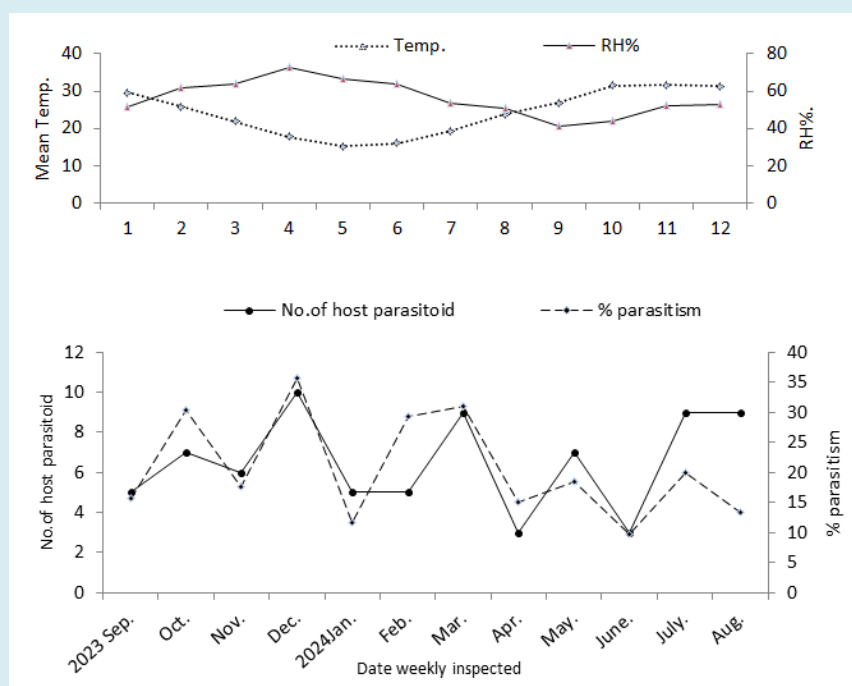 Temp. RH%
40
30
20
10
0
Mean Temp.
80
60
40
20
0
RH%.
1 2 3 4 5 6 7 8 9 10 11 12
No.of host parasitoid % parasitism
12
10
8
6
4
2
0
No.of host parasitoid
40
35
30
25
20
15
10
5
0
% parasitism
2023 Sep. Oct. Nov. Dec. 2024Jan. Feb. Mar. Apr. May. June. July. Aug.
Date weekly inspected